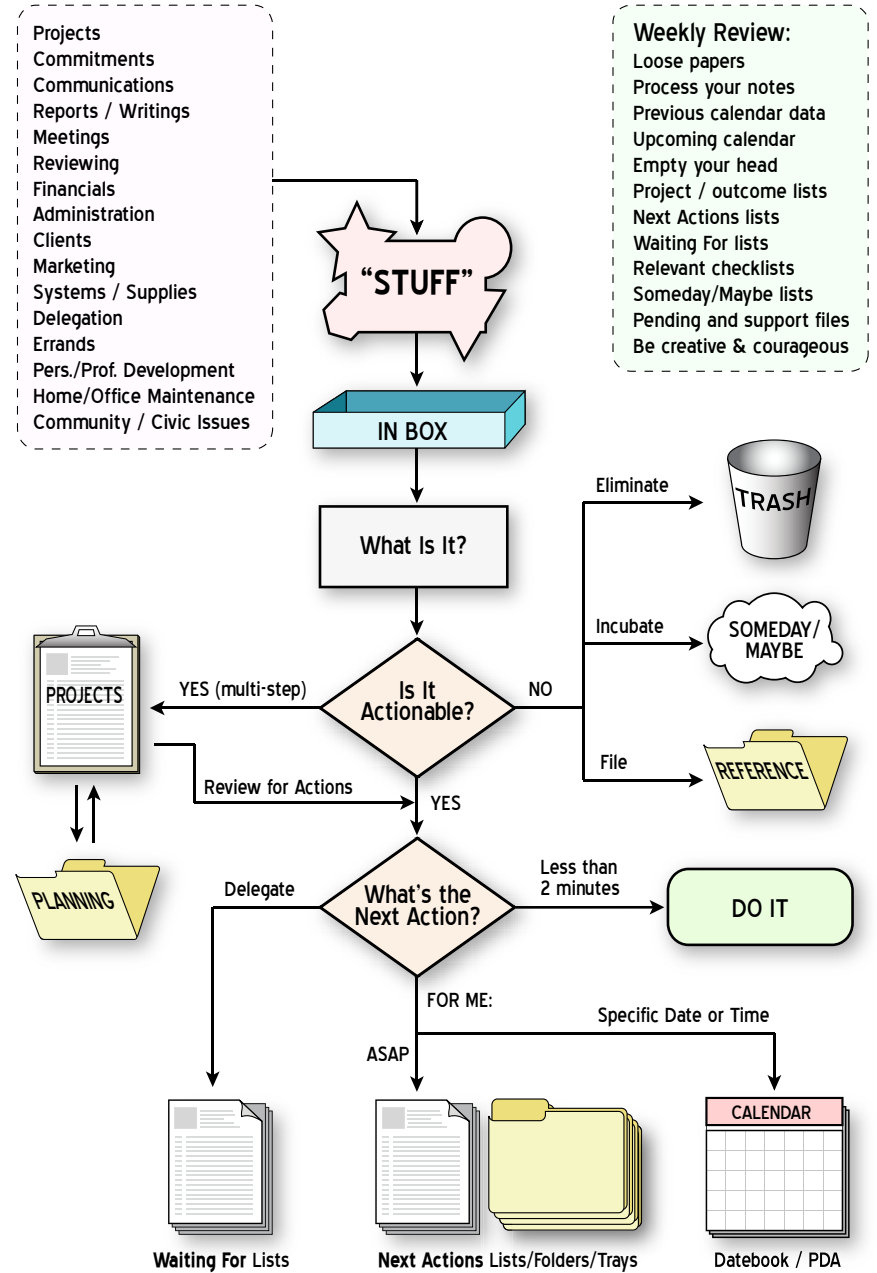 Projects
Commitments
Communications
Reports / Writings
Meetings
Reviewing
Financials
Administration
Clients
Marketing
Systems / Supplies
Delegation
Errands
Pers./Prof. Development
Home/Office Maintenance
Community / Civic Issues
Weekly Review:
Loose papers
Process your notes
Previous calendar data
Upcoming calendar
Empty your head
Project / outcome lists
Next Actions lists
Waiting For lists
Relevant checklists
Someday/Maybe lists
Pending and support files
Be creative & courageous
“STUFF”
IN BOX
What Is It?
Eliminate
TRASH
Incubate
SOMEDAY/
MAYBE
Is It
Actionable?
YES (multi-step)
NO
PROJECTS
File
REFERENCE
Review for Actions
YES
PLANNING
Delegate
What's the
Next Action?
Less than
2 minutes
DO IT
FOR ME:
Specific Date or Time
ASAP
CALENDAR
Waiting For Lists
Next Actions Lists/Folders/Trays
Datebook / PDA